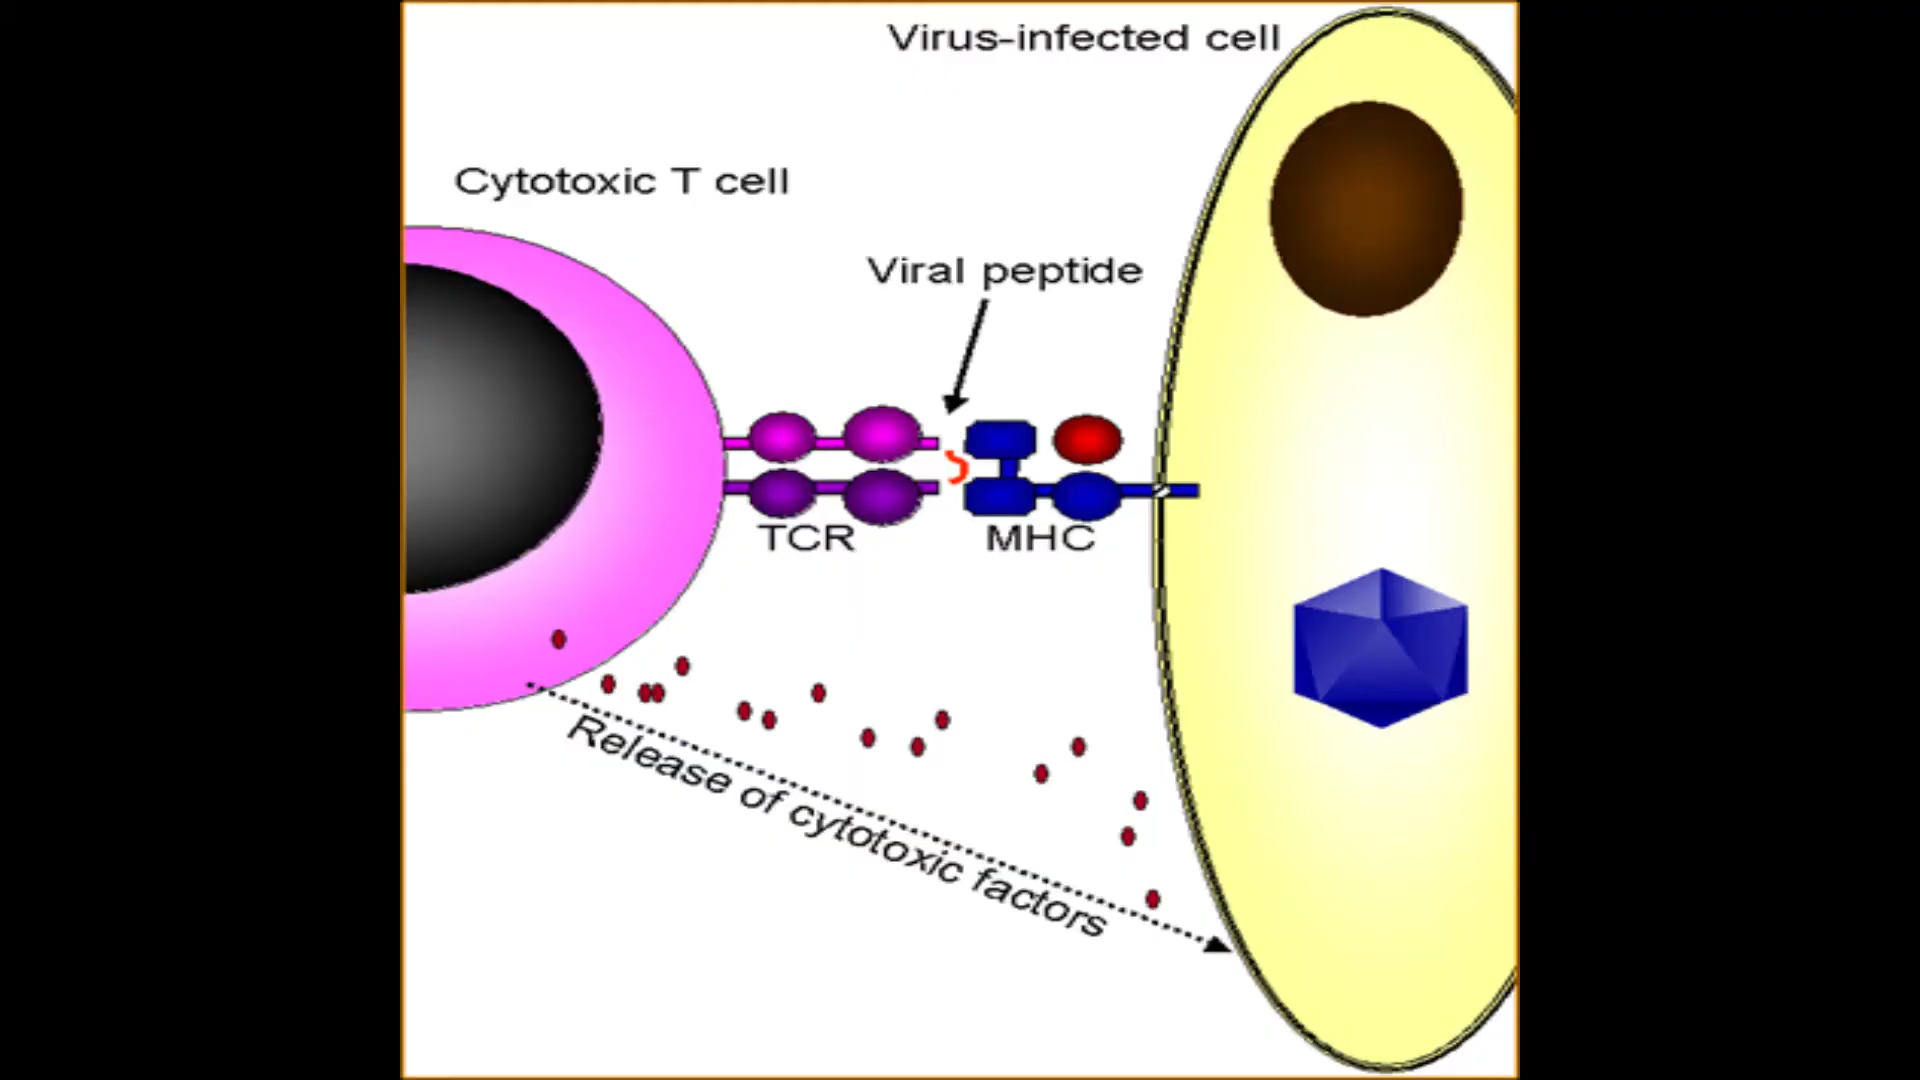 Virus-infected cell
Cytotoxic T cell
Viral peptide
TCR
MHC
Release of cytotoxic factors